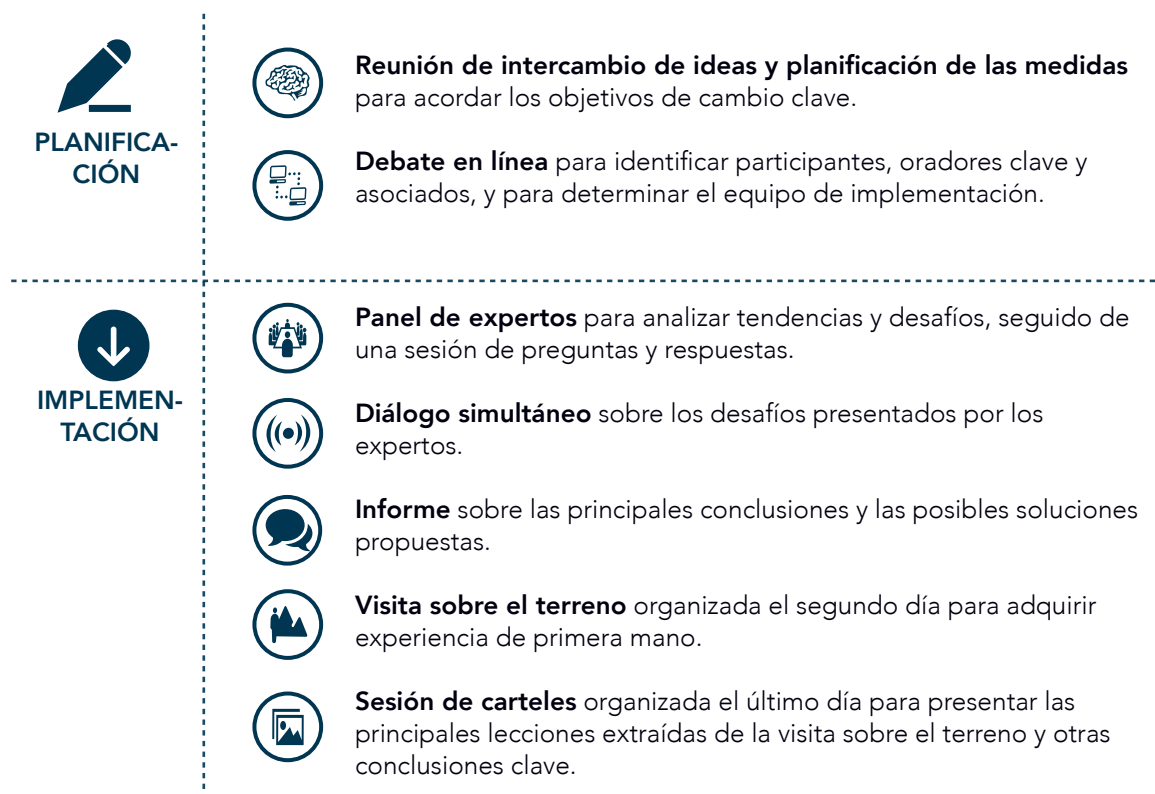 PLANIFICA-
CIÓN
Reunión de intercambio de ideas y planificación de las medidas
para acordar los objetivos de cambio clave.
Debate en línea para identificar participantes, oradores clave y
asociados, y para determinar el equipo de implementación.
IMPLEMEN-
TACIÓN
Panel de expertos para analizar tendencias y desafíos, seguido de
una sesión de preguntas y respuestas.
Diálogo simultáneo sobre los desafíos presentados por los
expertos.
Informe sobre las principales conclusiones y las posibles soluciones
propuestas.
Visita sobre el terreno organizada el segundo día para adquirir
experiencia de primera mano.
Sesión de carteles organizada el último día para presentar las
principales lecciones extraídas de la visita sobre el terreno y otras
conclusiones clave.